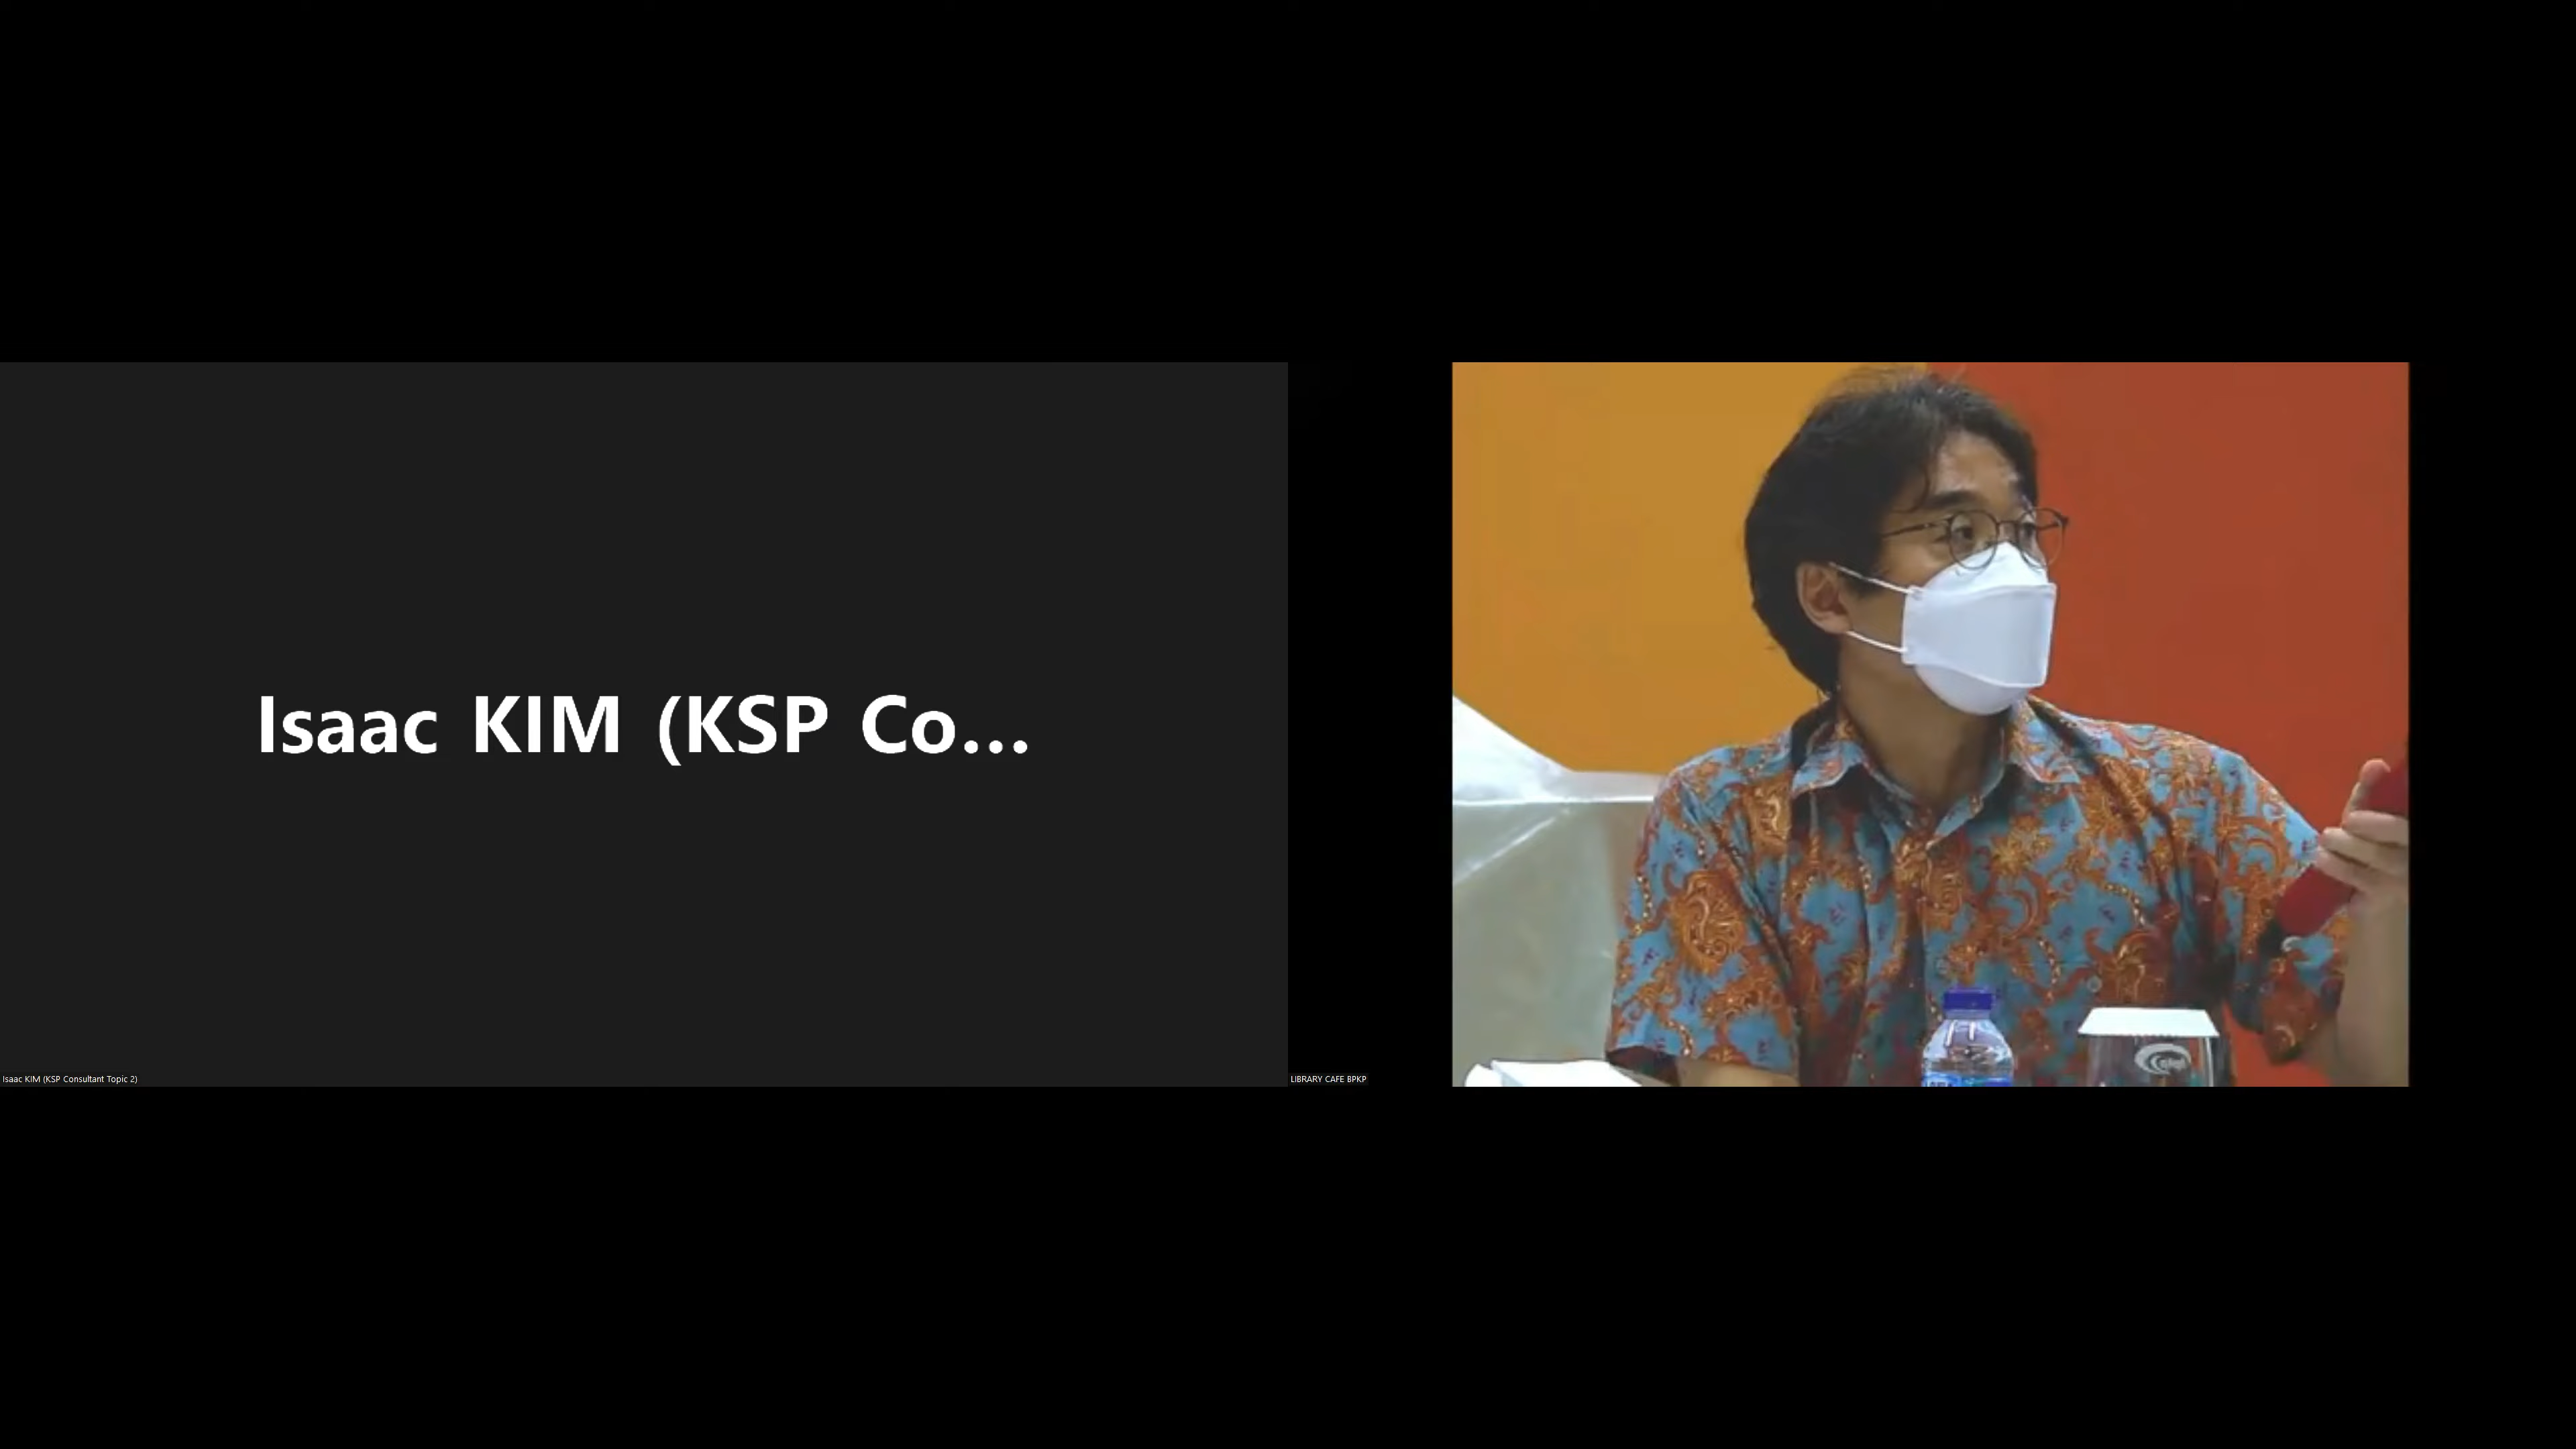 Isaac KIM (KSP Co...
Isaac KIM (KSP Consultant Topic 2)
LIBRARY CAFE BPKP